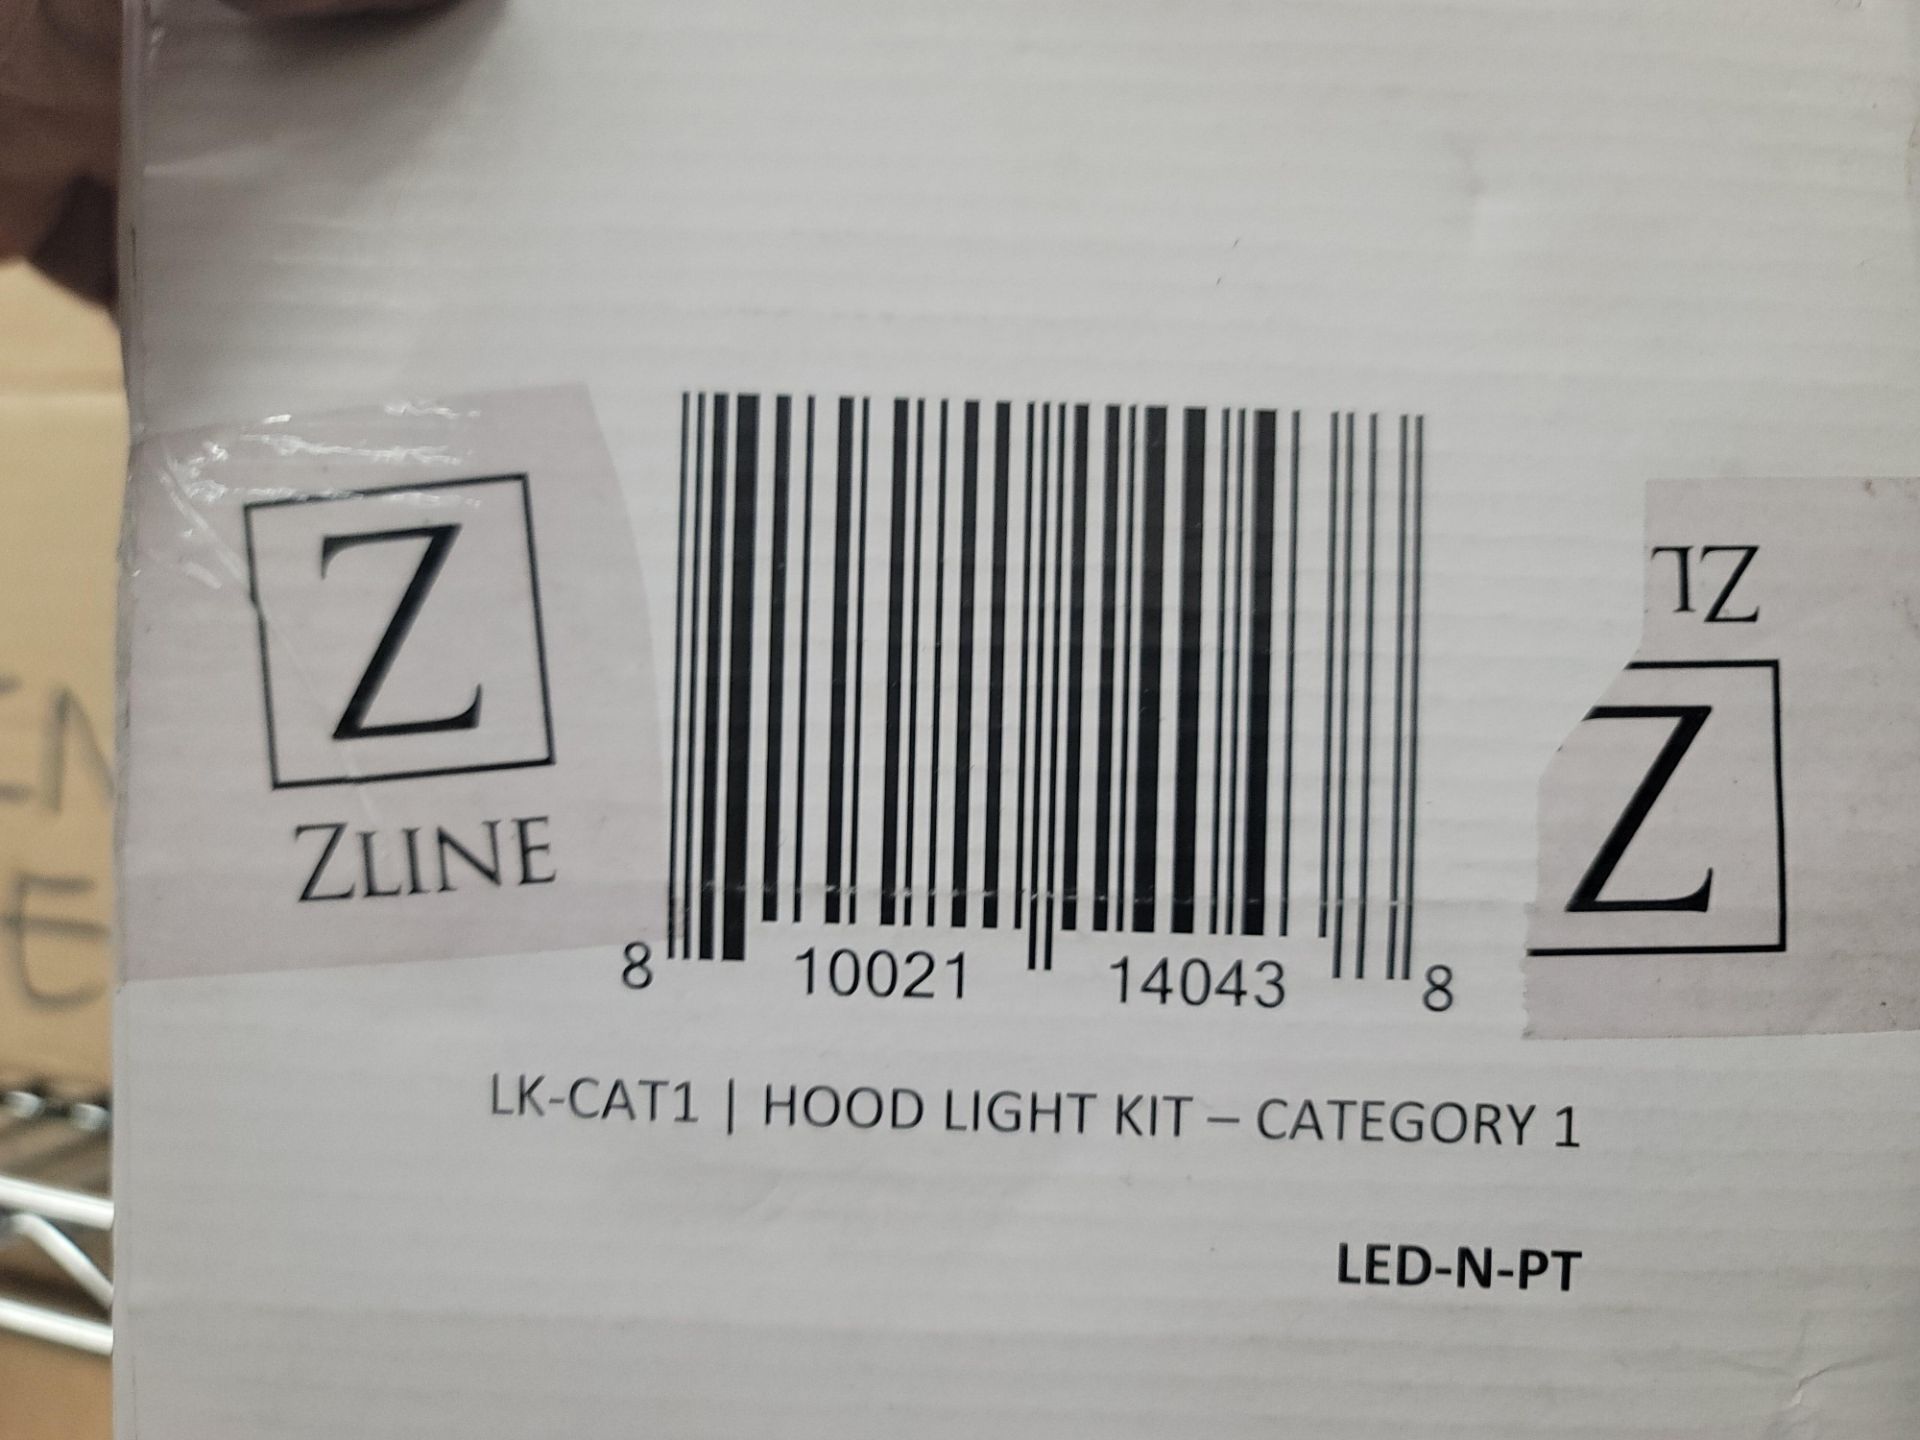 Z
ZLINE
ZL
Z
8 10021 14043 8
LK-CAT1 | HOOD LIGHT KIT – CATEGORY 1
LED-N-PT